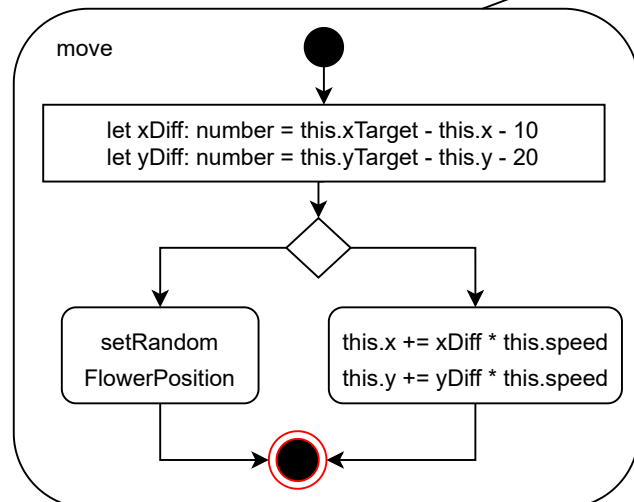 move
let xDiff: number = this.xTarget - this.x - 10
let yDiff: number = this.yTarget - this.y - 20
setRandom
FlowerPosition
this.x += xDiff * this.speed
this.y += yDiff * this.speed